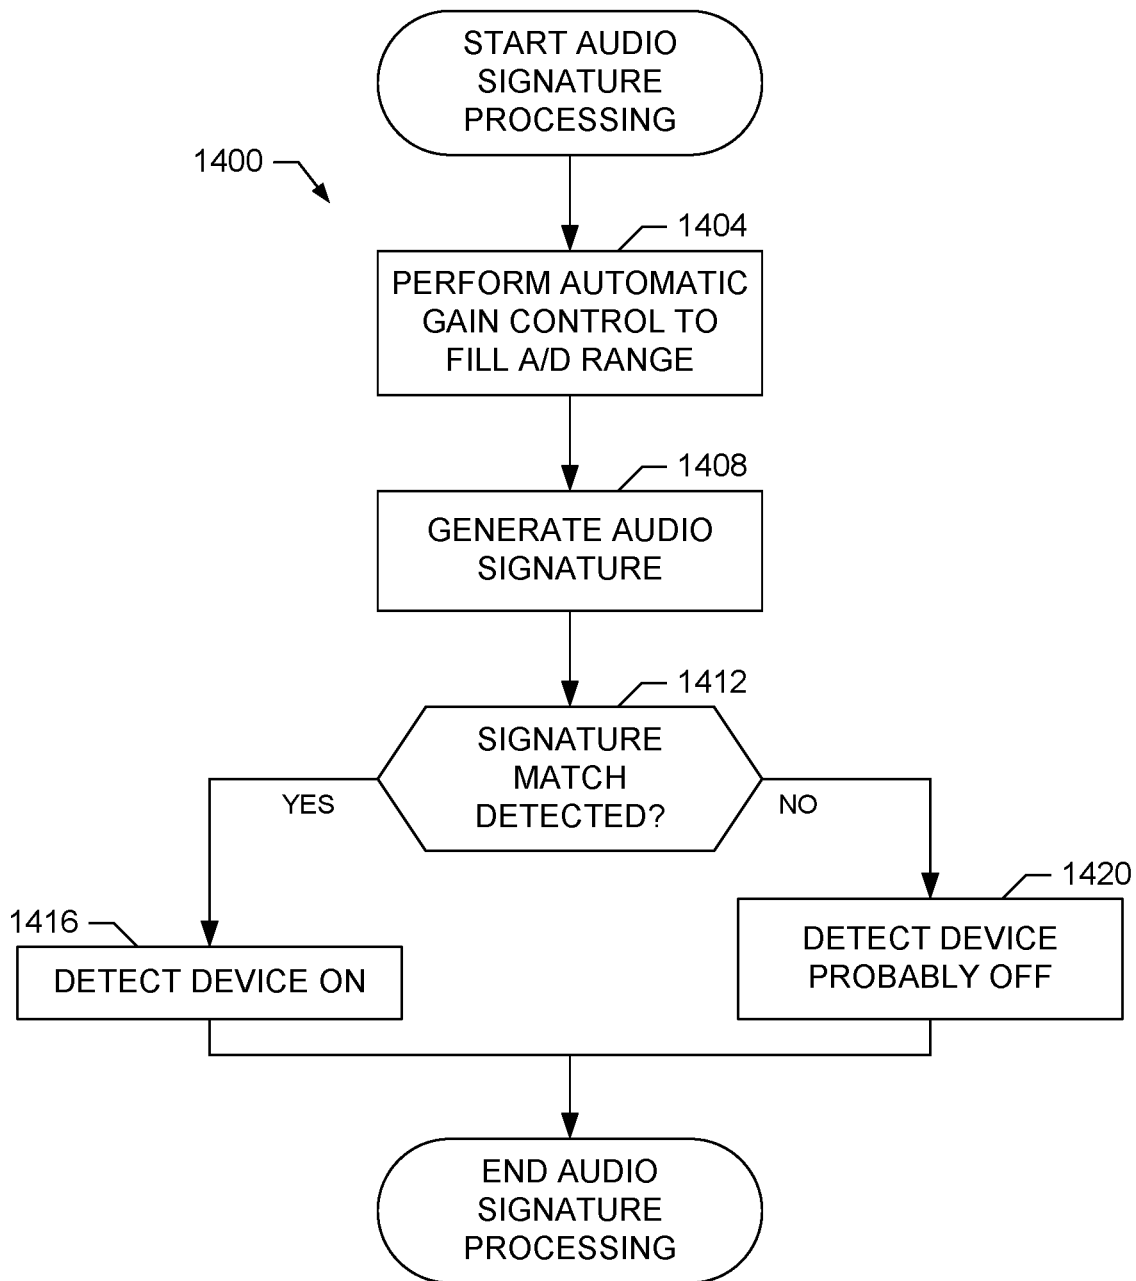 START AUDIO
SIGNATURE
PROCESSING
1400
1404
PERFORM AUTOMATIC
GAIN CONTROL TO
FILL A/D RANGE
1408
GENERATE AUDIO
SIGNATURE
1412
SIGNATURE
MATCH
DETECTED?
YES
NO
1416
DETECT DEVICE ON
1420
DETECT DEVICE
PROBABLY OFF
END AUDIO
SIGNATURE
PROCESSING